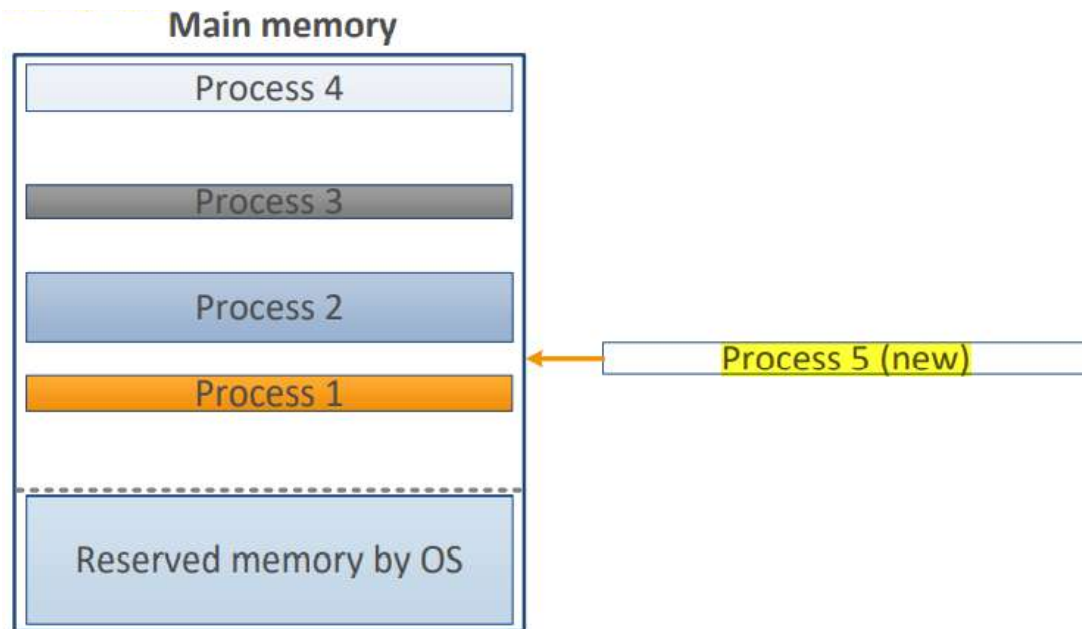 Main memory
Process 4
Process 3
Process 2
Process 5 (new)
Process 1
Reserved memory by OS